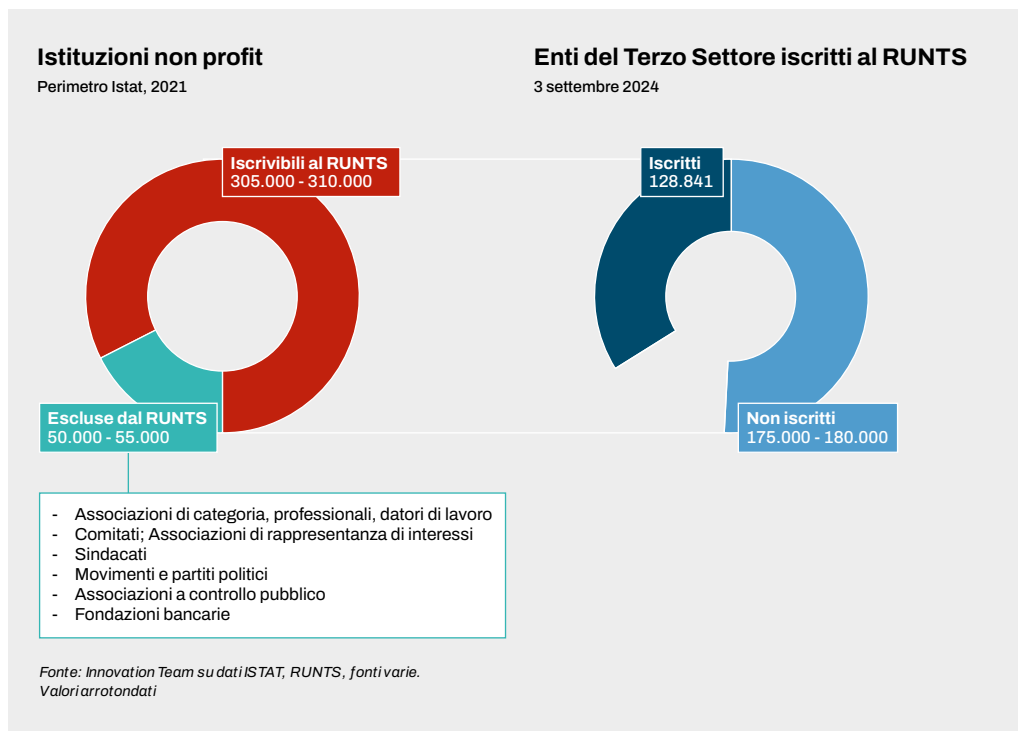 Istituzioni non profit
Perimetro Istat, 2021
Enti del Terzo Settore iscritti al RUNTS
3 settembre 2024
Iscrivibili al RUNTS
305.000 - 310.000
Iscritti
128.841
Escluse dal RUNTS
50.000 - 55.000
Non iscritti
175.000 - 180.000
- Associazioni di categoria, professionali, datori di lavoro
- Comitati; Associazioni di rappresentanza di interessi
- Sindacati
- Movimenti e partiti politici
- Associazioni a controllo pubblico
- Fondazioni bancarie
Fonte: Innovation Team su dati ISTAT, RUNTS, fonti varie.
Valori arrotondati